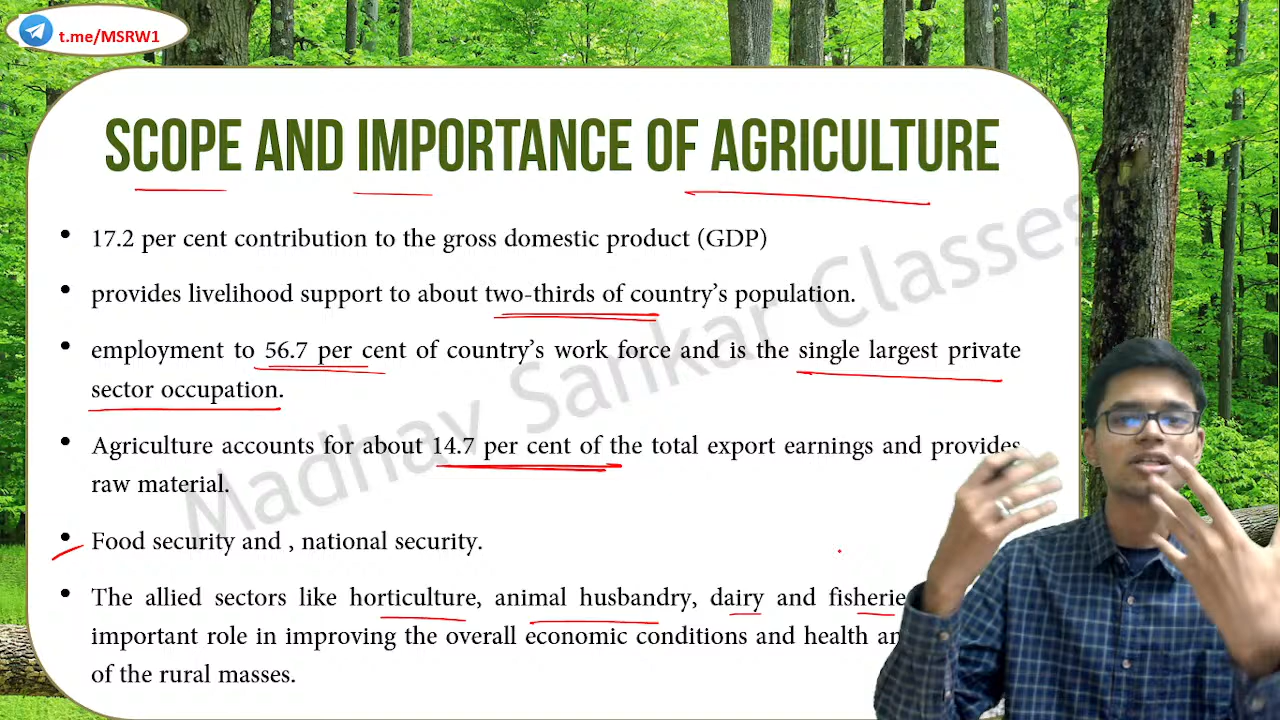 t.me/MSRW1
SCOPE AND IMPORTANCE OF AGRICULTURE
• 17.2 per cent contribution to the gross domestic product (GDP)
• provides livelihood support to about two-thirds of country's population.
• employment to 56.7 per cent of country's work force and is the single largest private
sector occupation.
• Agriculture accounts for about 14.7 per cent of the total export earnings and provides
raw material.
• Food security and , national security.
• The allied sectors like horticulture, animal husbandry, dairy and
important role in improving the overall economic conditions and health
of the rural masses.
Madhav Sankar Classes